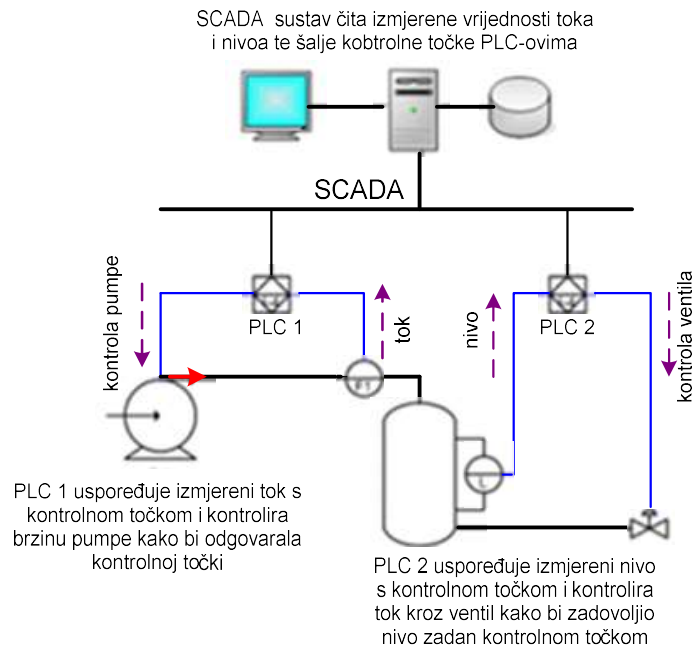 SCADA sustav čita izmjerene vrijednosti toka
i nivoa te šalje kobtrolne točke PLC-ovima
SCADA
kontrola pumpe
PLC 1
tok
nivo
PLC 2
kontrola ventila
L
PLC 1 uspoređuje izmjereni tok s
kontrolnom točkom i kontrolira
brzinu pumpe kako bi odgovarala
kontrolnoj točki
PLC 2 uspoređuje izmjereni nivo
s kontrolnom točkom i kontrolira
tok kroz ventil kako bi zadovoljio
nivo zadan kontrolnom točkom